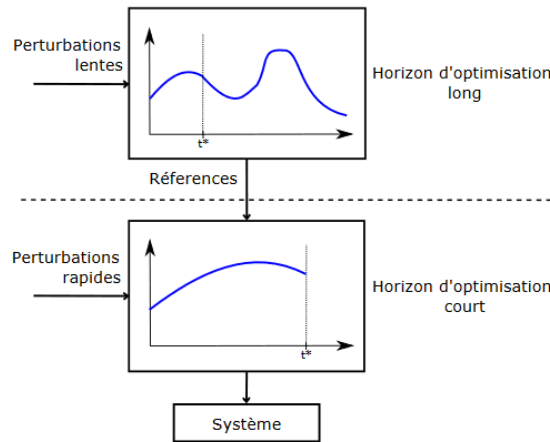 Perturbations
lentes
t*
Horizon d'optimisation
long
Réferences
Perturbations
rapides
t*
Horizon d'optimisation
court
Système